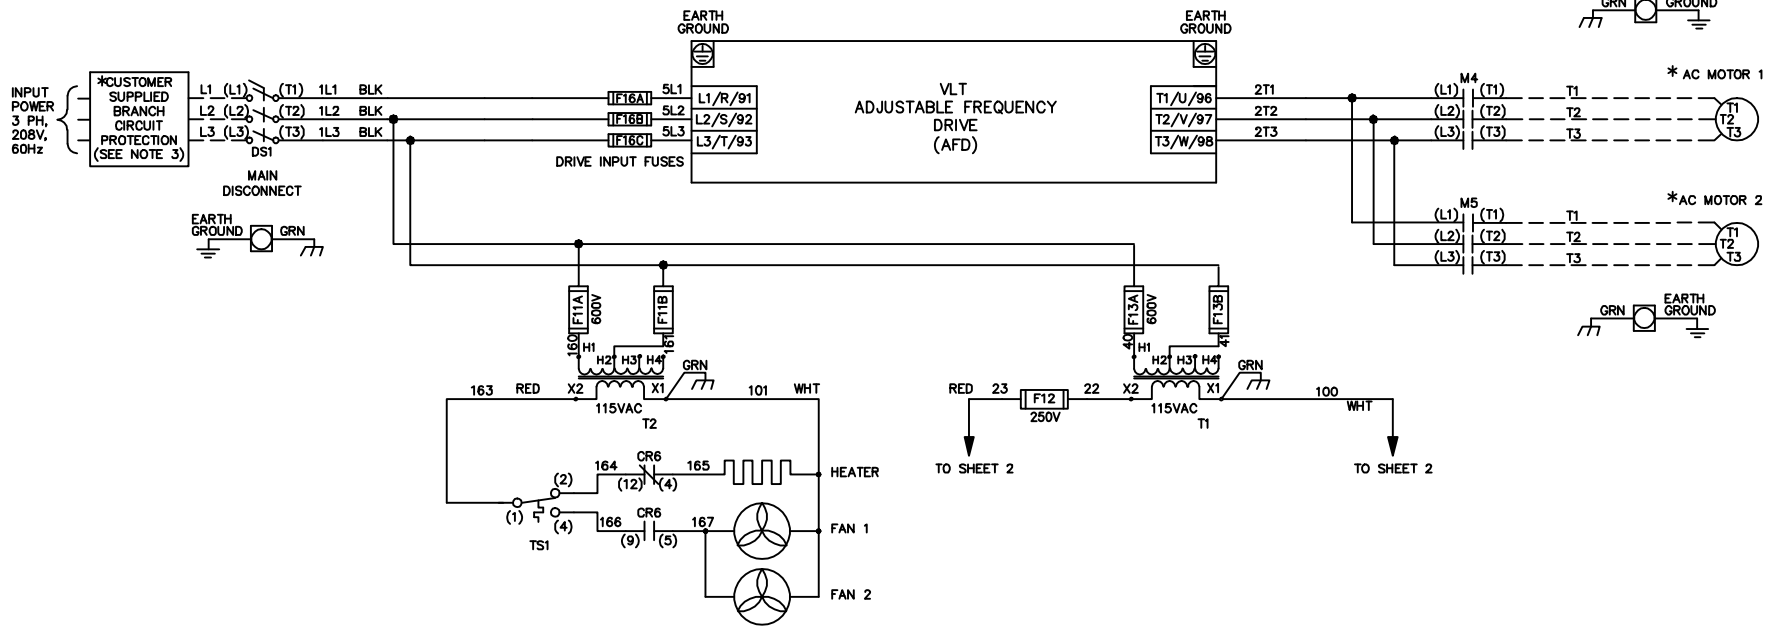 GRN
GROUND
EARTH
GROUND
EARTH
GROUND
INPUT
POWER
3 PH,
208V,
60Hz
*CUSTOMER
SUPPLIED
BRANCH
CIRCUIT
PROTECTION
(SEE NOTE 3)
L1 (L1) (T1) 1L1 BLK
L2 (L2) (T2) 1L2 BLK
L3 (L3) (T3) 1L3 BLK
DS1
MAIN
DISCONNECT
F16A 5L1 L1/R/91
F16B 5L2 L2/S/92
F16C 5L3 L3/T/93
DRIVE INPUT FUSES
VLT
ADJUSTABLE FREQUENCY
DRIVE
(AFD)
T1/U/96 2T1
T2/V/97 2T2
T3/W/98 2T3
M4
(L1) (T1) T1
(L2) (T2) T2
(L3) (T3) T3
* AC MOTOR 1
T1
T2
T3
M5
(L1) (T1) T1
(L2) (T2) T2
(L3) (T3) T3
* AC MOTOR 2
T1
T2
T3
EARTH
GROUND GRN
GRN EARTH
GROUND
F11A
600V
F11B
160
161
H1 H2 H3 H4
GRN
X2 X1
115VAC
T2
163 RED
101 WHT
F13A
600V
F13B
40
41
H1 H2 H3 H4
GRN
X2 X1
115VAC
T1
RED 23 F12 22
250V
100
WHT
TO SHEET 2
TO SHEET 2
CR6
164 165
(12) (4)
HEATER
(2)
(1)
(4)
TS1
CR6
166 167
(9) (5)
FAN 1
FAN 2